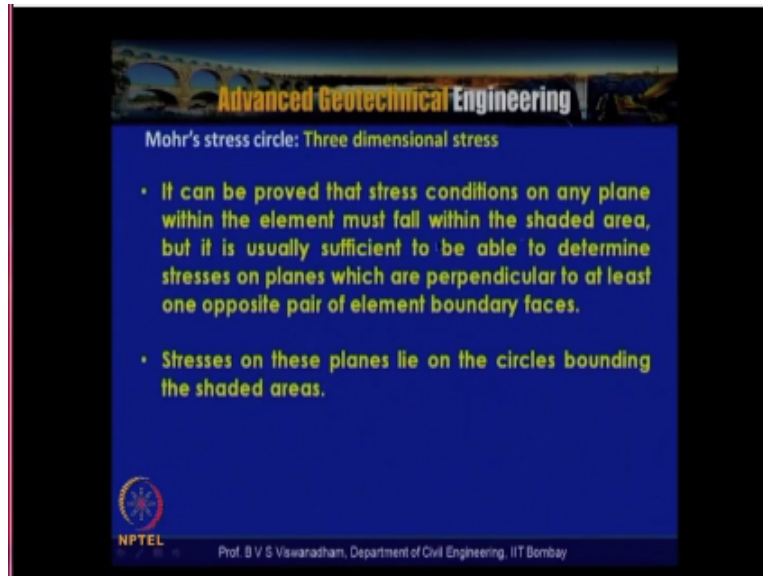 Advanced Geotechnical Engineering
Mohr's stress circle: Three dimensional stress
• It can be proved that stress conditions on any plane
within the element must fall within the shaded area,
but it is usually sufficient to be able to determine
stresses on planes which are perpendicular to at least
one opposite pair of element boundary faces.
• Stresses on these planes lie on the circles bounding
the shaded areas.
NPTEL
Prof. B V S Viswanadham, Department of Civil Engineering, IIT Bombay